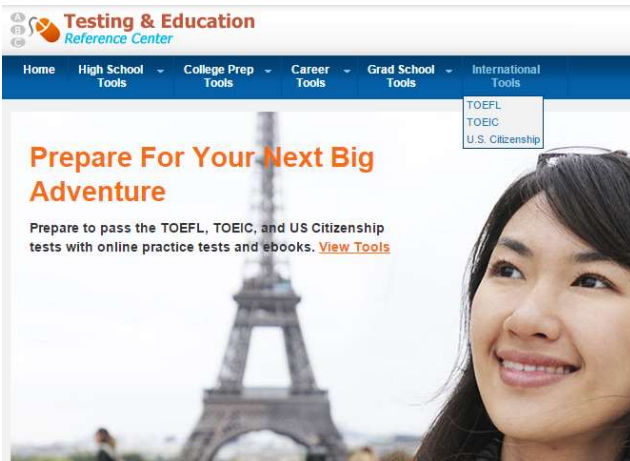 A
B
C
Testing & Education
Reference Center
Home
High School
Tools
College Prep
Tools
Career
Tools
Grad School
Tools
International
Tools
TOEFL
TOEIC
U.S. Citizenship
Prepare For Your Next Big
Adventure
Prepare to pass the TOEFL, TOEIC, and US Citizenship
tests with online practice tests and ebooks. View Tools